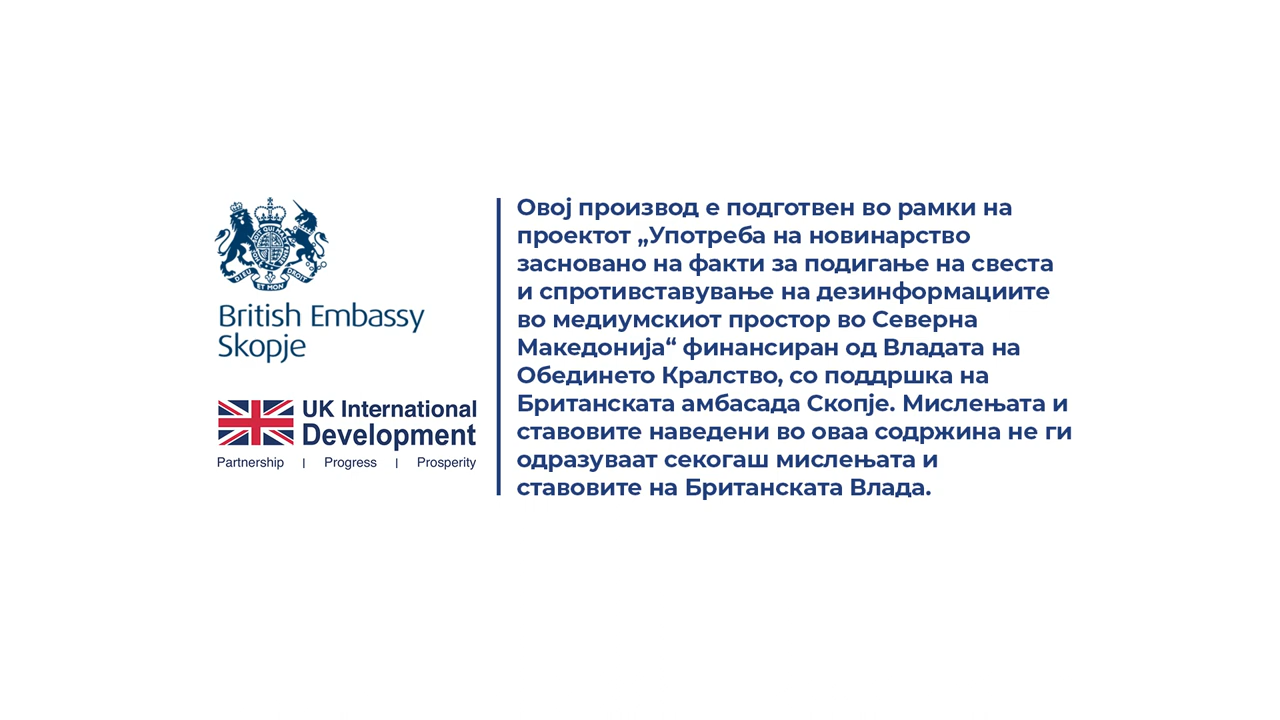 British Embassy
Skopje
UK International
Development
Partnership | Progress | Prosperity
Овој производ е подготвен во рамки на
проектот „Употреба на новинарство
засновано на факти за подигање на свеста
и спротивставување на дезинформациите
во медиумскиот простор во Северна
Македонија“ финансиран од Владата на
Обединето Кралство, со поддршка на
Британската амбасада Скопје. Мислењата и
ставовите наведени во оваа содржина не ги
одразуваат секогаш мислењата и
ставовите на Британската Влада.